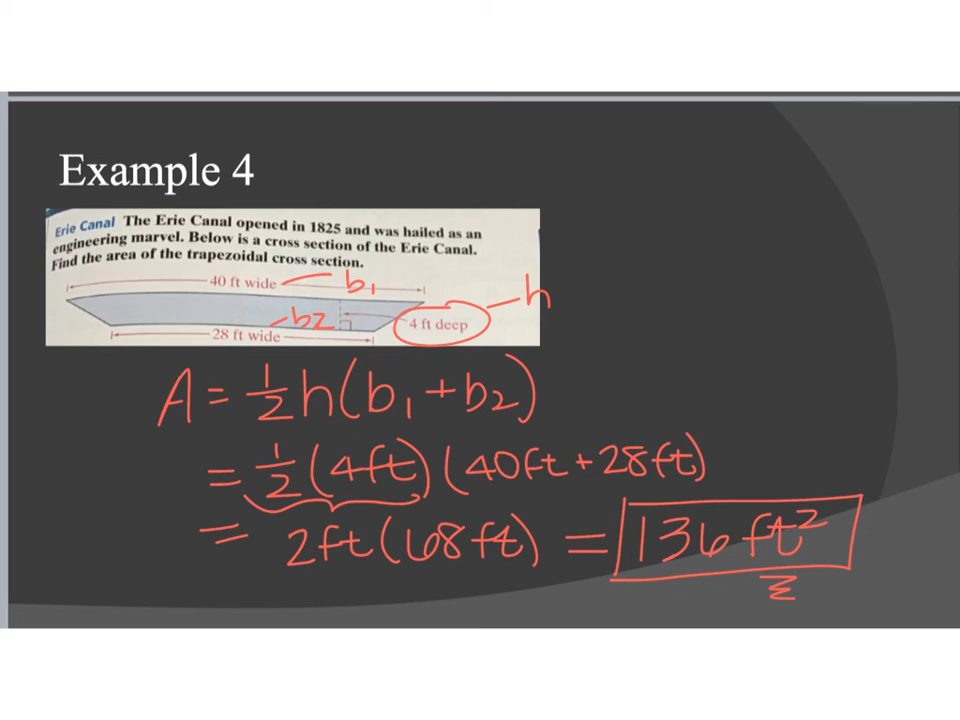 Example 4
Erie Canal The Erie Canal opened in 1825 and was hailed as an
engineering marvel. Below is a cross section of the Erie Canal.
Find the area of the trapezoidal cross section.
40 ft wide b₁
h
b2 4 ft deep
28 ft wide
A = ½h(b₁+b₂)
= ½(4ft)(40ft+28ft)
= 2ft(68ft) = 136ft²